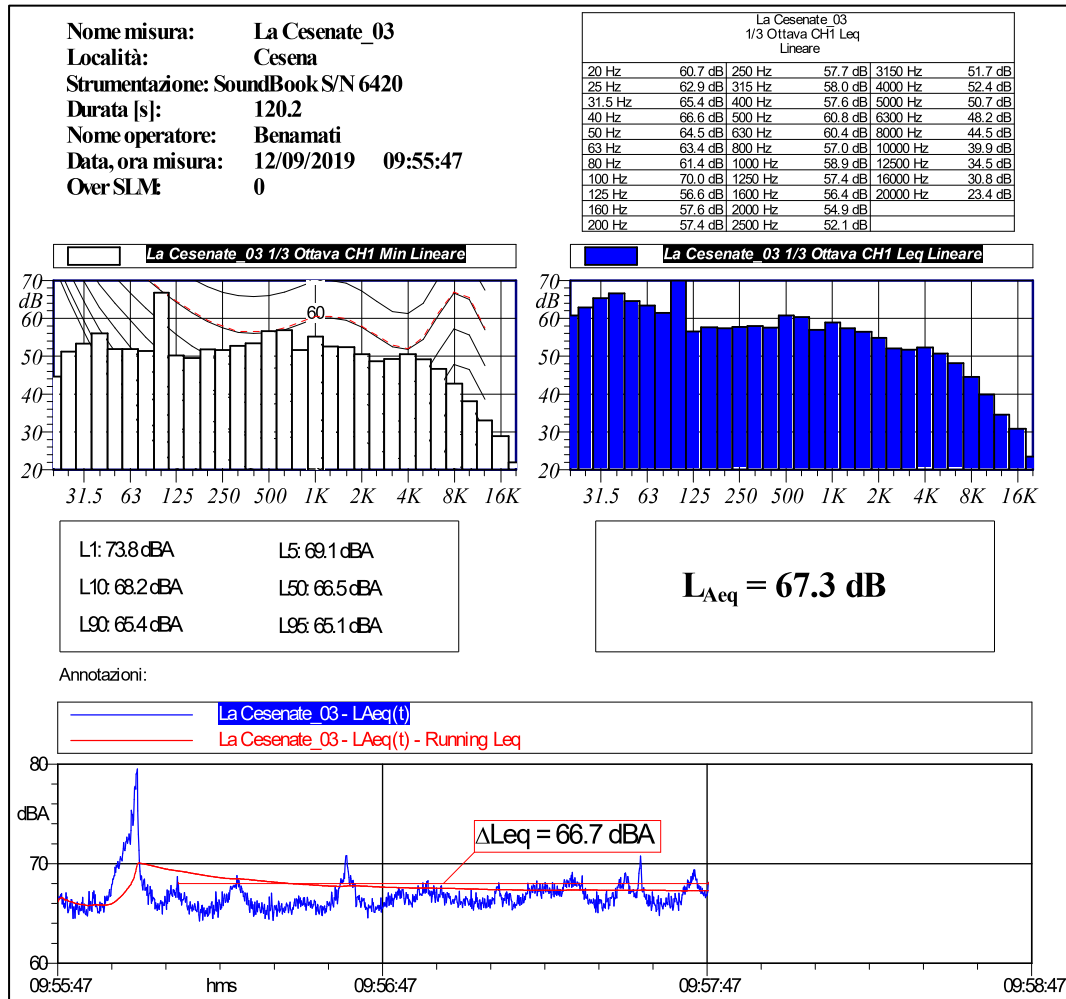 Nome misura: La Cesenate_03
Località: Cesena
Strumentazione: SoundBook S/N 6420
Durata [s]: 120.2
Nome operatore: Benamati
Data, ora misura: 12/09/2019 09:55:47
Over SLM: 0
La Cesenate_03
1/3 Ottava CH1 Leq
Lineare
20 Hz 60.7 dB 250 Hz 57.7 dB 3150 Hz 51.7 dB
25 Hz 62.9 dB 315 Hz 58.0 dB 4000 Hz 52.4 dB
31.5 Hz 65.4 dB 400 Hz 57.6 dB 5000 Hz 50.7 dB
40 Hz 66.6 dB 500 Hz 60.8 dB 6300 Hz 48.2 dB
50 Hz 64.5 dB 630 Hz 60.4 dB 8000 Hz 44.5 dB
63 Hz 63.4 dB 800 Hz 57.0 dB 10000 Hz 39.9 dB
80 Hz 61.4 dB 1000 Hz 58.9 dB 12500 Hz 34.5 dB
100 Hz 70.0 dB 1250 Hz 57.4 dB 16000 Hz 30.8 dB
125 Hz 56.6 dB 1600 Hz 56.4 dB 20000 Hz 23.4 dB
160 Hz 57.6 dB 2000 Hz 54.9 dB
200 Hz 57.4 dB 2500 Hz 52.1 dB
La Cesenate_03 1/3 Ottava CH1 Min Lineare
70
dB
60
60
50
40
30
20
31.5 63 125 250 500 1K 2K 4K 8K 16K
La Cesenate_03 1/3 Ottava CH1 Leq Lineare
70
dB
60
50
40
30
20
31.5 63 125 250 500 1K 2K 4K 8K 16K
L1: 73.8 dBA L5: 69.1 dBA
L10: 68.2 dBA L50: 66.5 dBA
L90: 65.4 dBA L95: 65.1 dBA
LAeq = 67.3 dB
Annotazioni:
La Cesenate_03 - LAeq(t)
La Cesenate_03 - LAeq(t) - Running Leq
80
dBA
70
60
ΔLeq = 66.7 dBA
09:55:47 hms 09:56:47 09:57:47 09:58:47